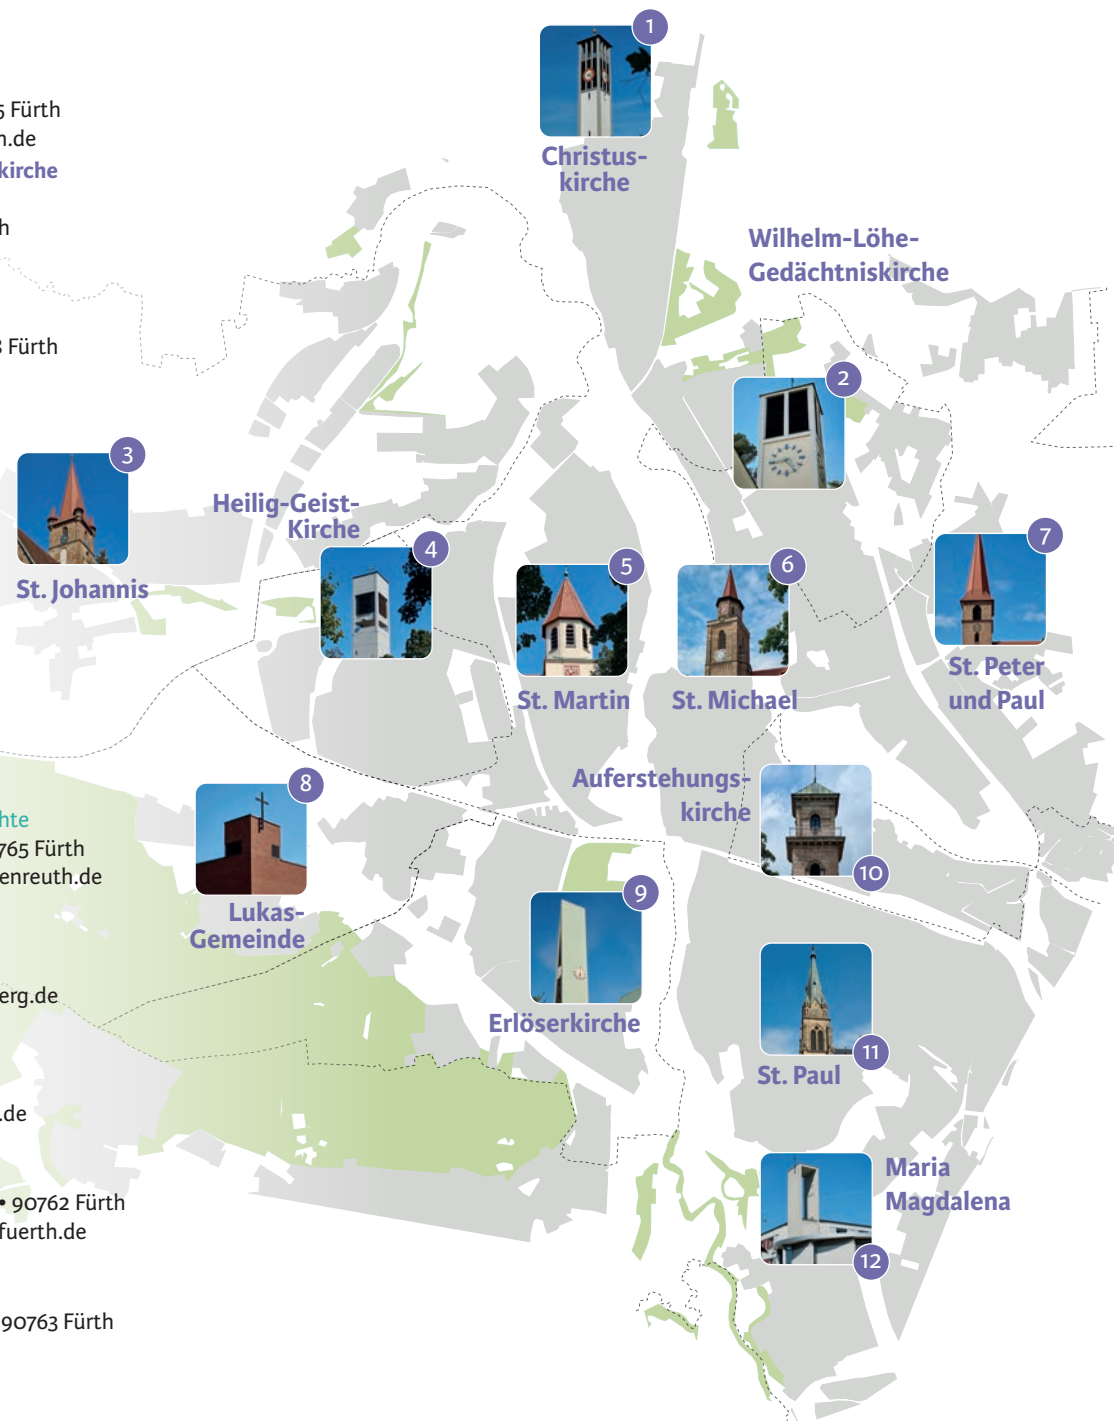 5 Fürth
h.de
kirche
h
3 Fürth
hte
765 Fürth
enreuth.de
erg.de
.de
• 90762 Fürth
fuerth.de
90763 Fürth
1
Christus-
kirche
Wilhelm-Löhe-
Gedächtniskirche
2
3
St. Johannis
Heilig-Geist-
Kirche
4
5
St. Martin
6
St. Michael
7
St. Peter
und Paul
8
Lukas-
Gemeinde
9
Erlöserkirche
Auferstehungs-
kirche
10
11
St. Paul
Maria
Magdalena
12